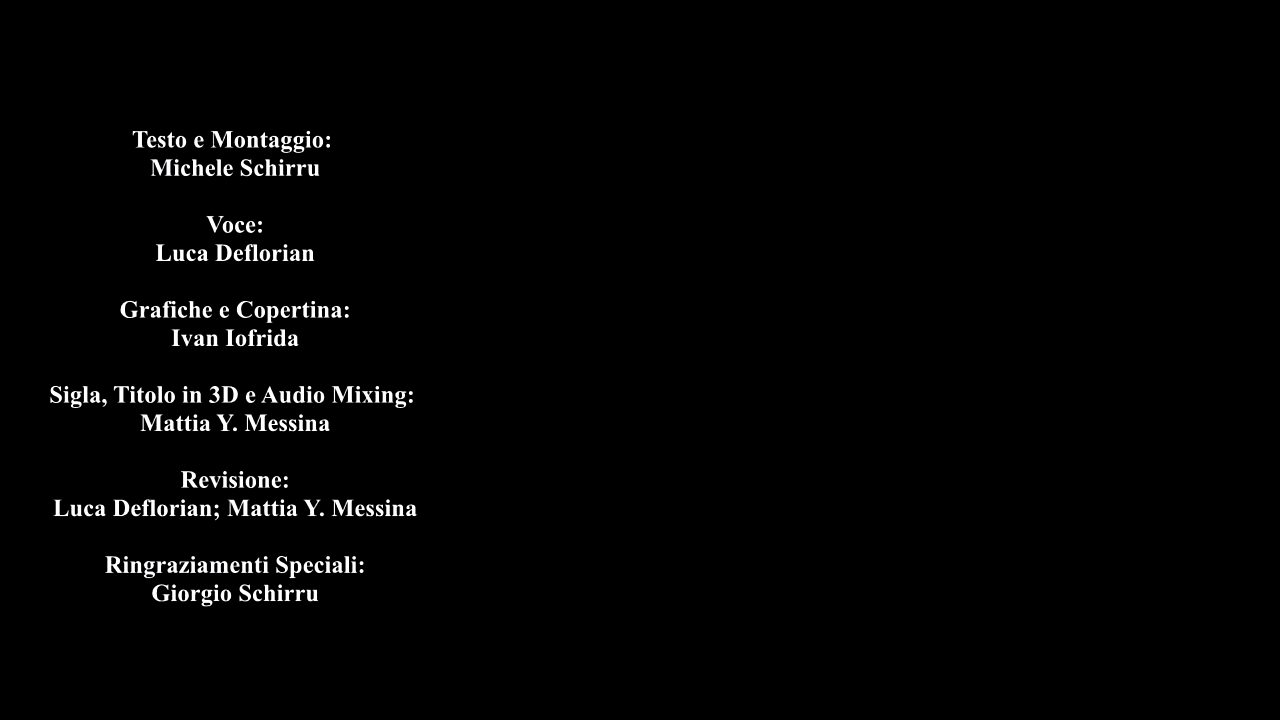 Testo e Montaggio:
Michele Schirru
Voce:
Luca Deflorian
Grafiche e Copertina:
Ivan Iofrida
Sigla, Titolo in 3D e Audio Mixing:
Mattia Y. Messina
Revisione:
Luca Deflorian; Mattia Y. Messina
Ringraziamenti Speciali:
Giorgio Schirru